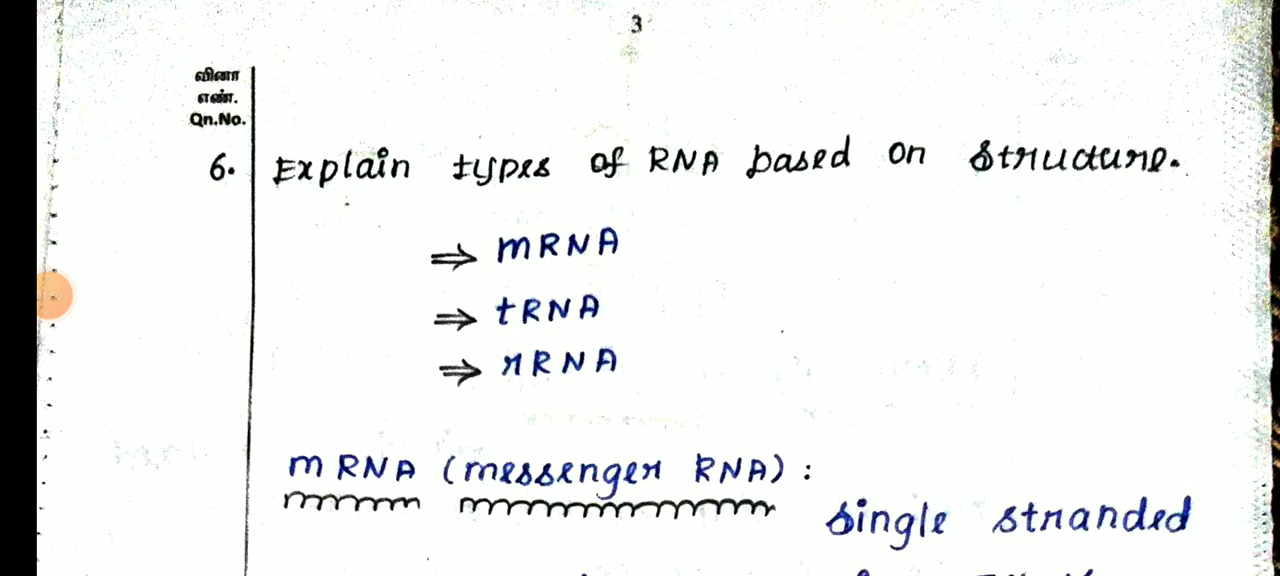 3
வினா
எண்.
Qn.No.
6. Explain types of RNA based on structure.
⇒ mRNA
⇒ tRNA
⇒ rRNA
mRNA (messenger RNA) :
single stranded